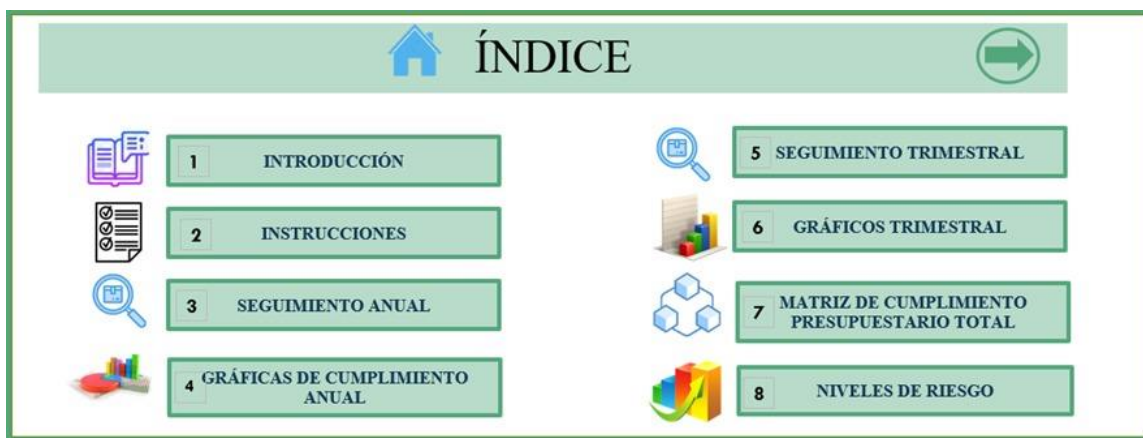 ÍNDICE
1 INTRODUCCIÓN
2 INSTRUCCIONES
3 SEGUIMIENTO ANUAL
4 GRÁFICAS DE CUMPLIMIENTO
ANUAL
5 SEGUIMIENTO TRIMESTRAL
6 GRÁFICOS TRIMESTRAL
7 MATRIZ DE CUMPLIMIENTO
PRESUPUESTARIO TOTAL
8 NIVELES DE RIESGO